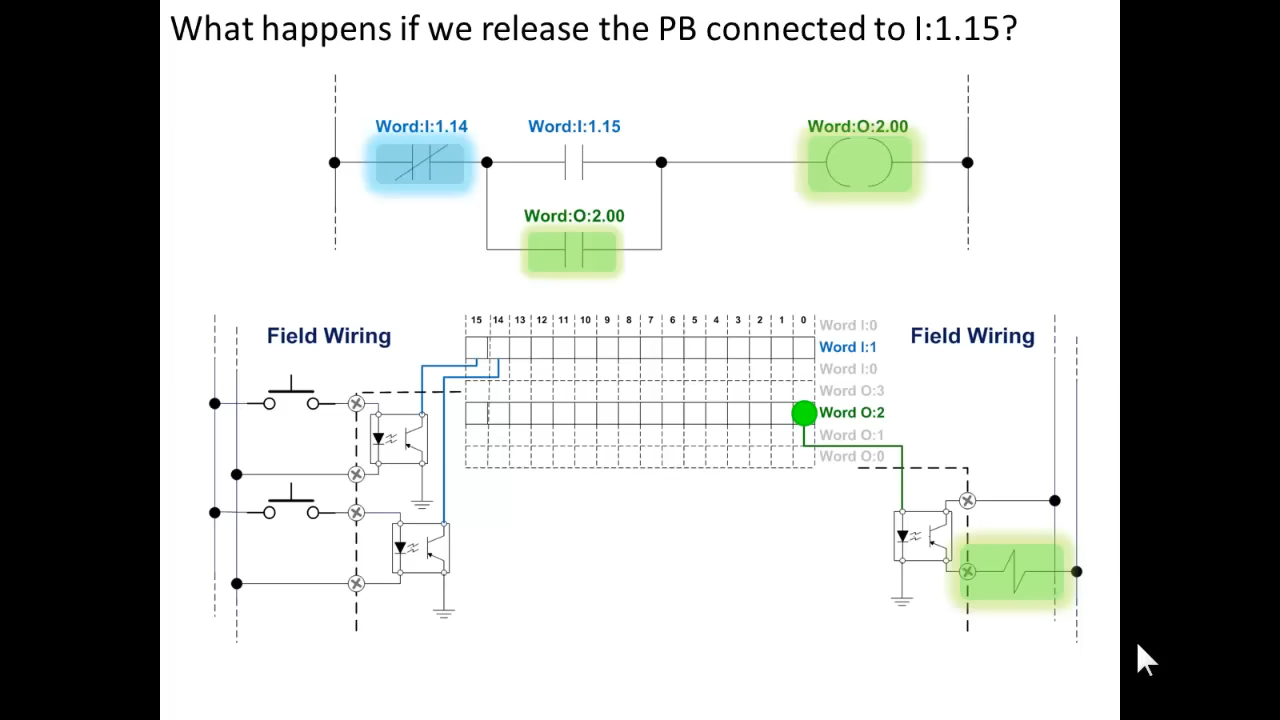 What happens if we release the PB connected to I:1.15?
Word:I:1.14
Word:I:1.15
Word:O:2.00
Word:O:2.00
Field Wiring
15 14 13 12 11 10 9 8 7 6 5 4 3 2 1 0
Word I:0
Word I:1
Word I:0
Word O:3
Word O:2
Word O:1
Word O:0
Field Wiring